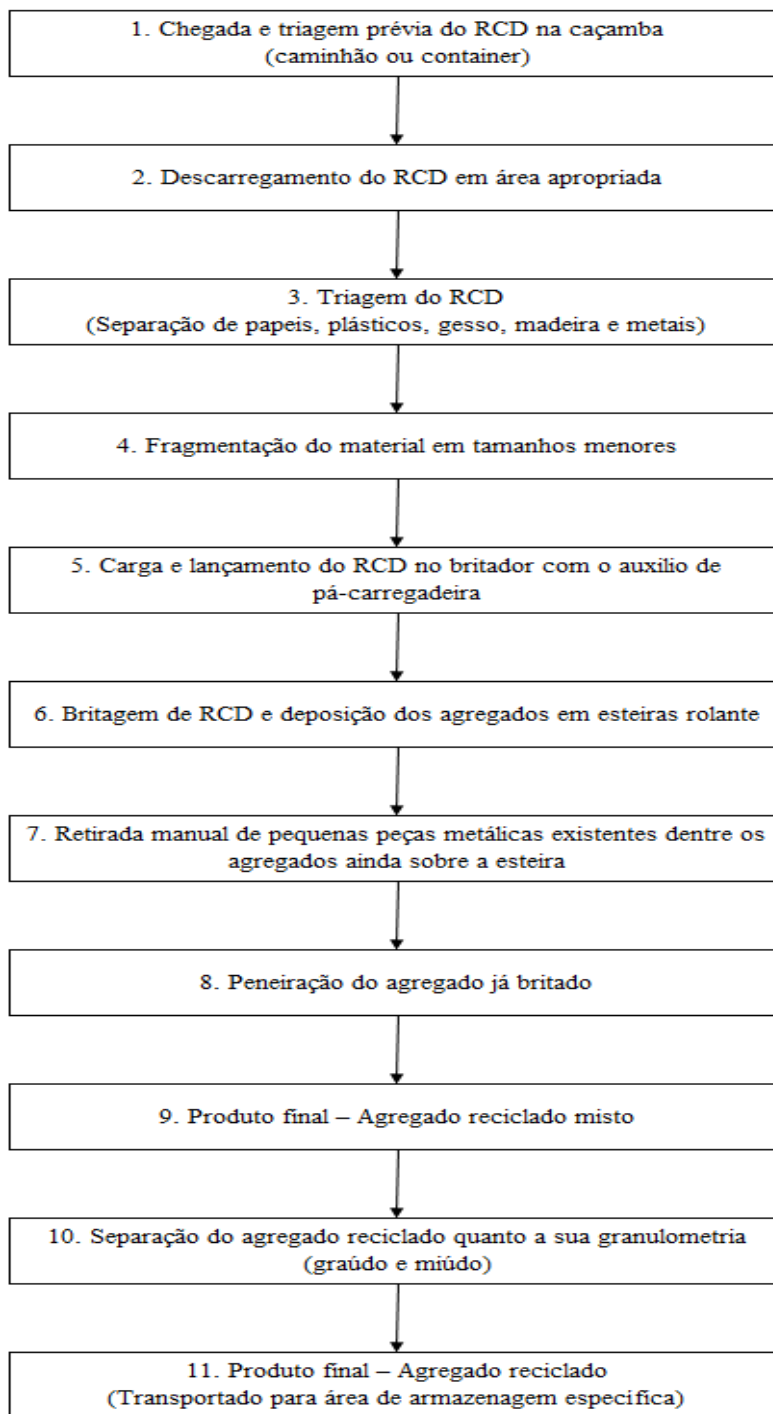 1. Chegada e triagem prévia do RCD na caçamba
(caminhão ou container)
2. Descarregamento do RCD em área apropriada
3. Triagem do RCD
(Separação de papeis, plásticos, gesso, madeira e metais)
4. Fragmentação do material em tamanhos menores
5. Carga e lançamento do RCD no britador com o auxilio de
pá-carregadeira
6. Britagem de RCD e deposição dos agregados em esteiras rolante
7. Retirada manual de pequenas peças metálicas existentes dentre os
agregados ainda sobre a esteira
8. Peneiração do agregado já britado
9. Produto final – Agregado reciclado misto
10. Separação do agregado reciclado quanto a sua granulometria
(graúdo e miúdo)
11. Produto final – Agregado reciclado
(Transportado para área de armazenagem especifica)